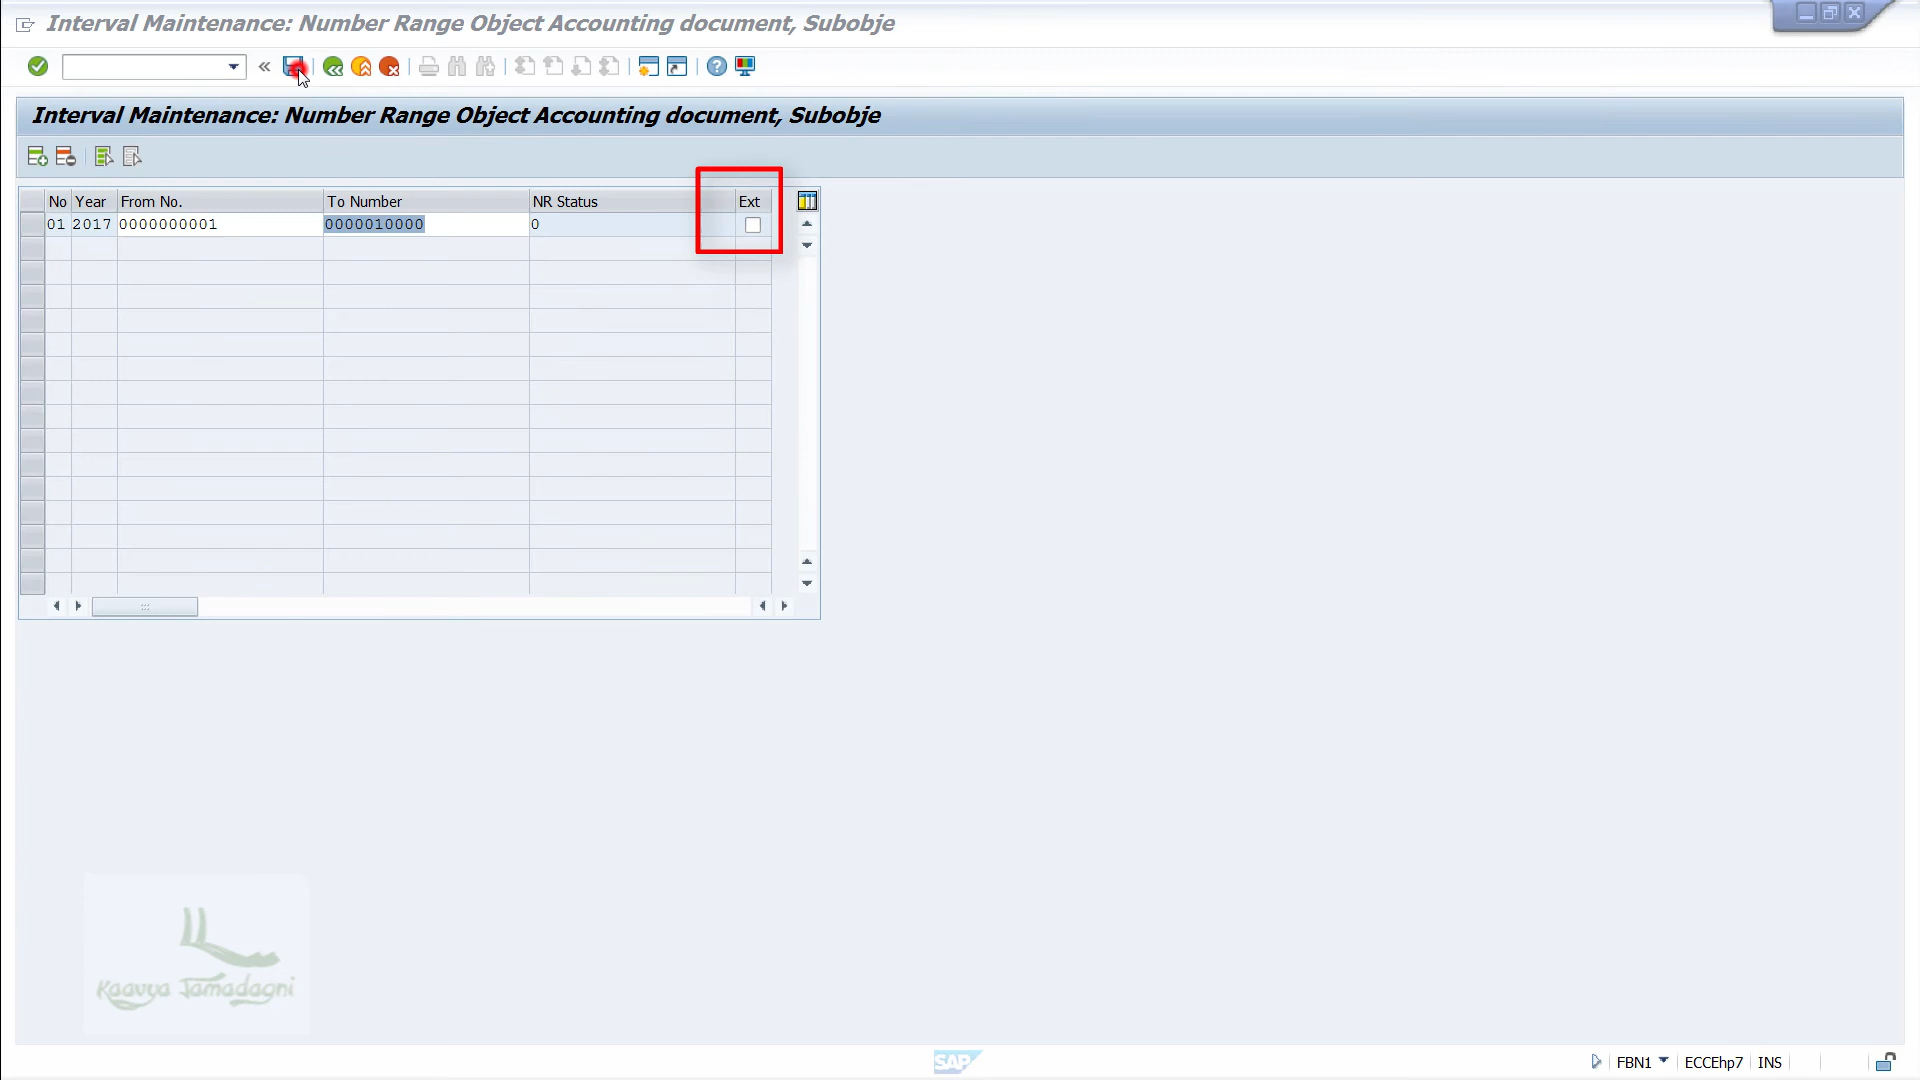 Interval Maintenance: Number Range Object Accounting document, Subobje
Interval Maintenance: Number Range Object Accounting document, Subobje
No Year From No. To Number NR Status Ext
01 2017 0000000001 0000010000 0
Kaavya Jamadagni
SAP FBN1 ECCEhp7 INS